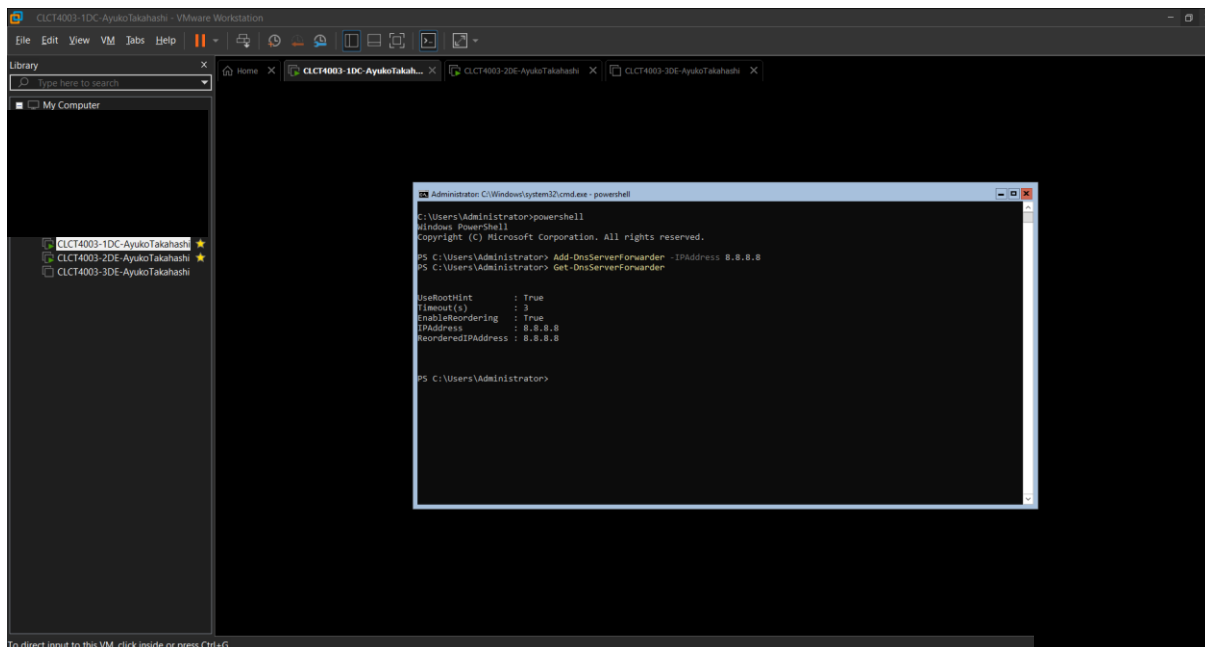 CLCT4003-1DC-AyukoTakahashi - VMware Workstation
File Edit View VM Tabs Help
Library X
Type here to search
Home X CLCT4003-1DC-AyukoTakah... X CLCT4003-2DE-AyukoTakahashi X CLCT4003-3DE-AyukoTakahashi X
My Computer
CLCT4003-1DC-AyukoTakahashi
CLCT4003-2DE-AyukoTakahashi
CLCT4003-3DE-AyukoTakahashi
Administrator: C:\Windows\system32\cmd.exe - powershell
C:\Users\Administrator>powershell
Windows PowerShell
Copyright (C) Microsoft Corporation. All rights reserved.
PS C:\Users\Administrator> Add-DnsServerForwarder -IPAddress 8.8.8.8
PS C:\Users\Administrator> Get-DnsServerForwarder
UseRootHint : True
Timeout(s) : 3
EnableReordering : True
IPAddress : 8.8.8.8
ReorderedIPAddress : 8.8.8.8
PS C:\Users\Administrator>
To direct input to this VM, click inside or press Ctrl+G.